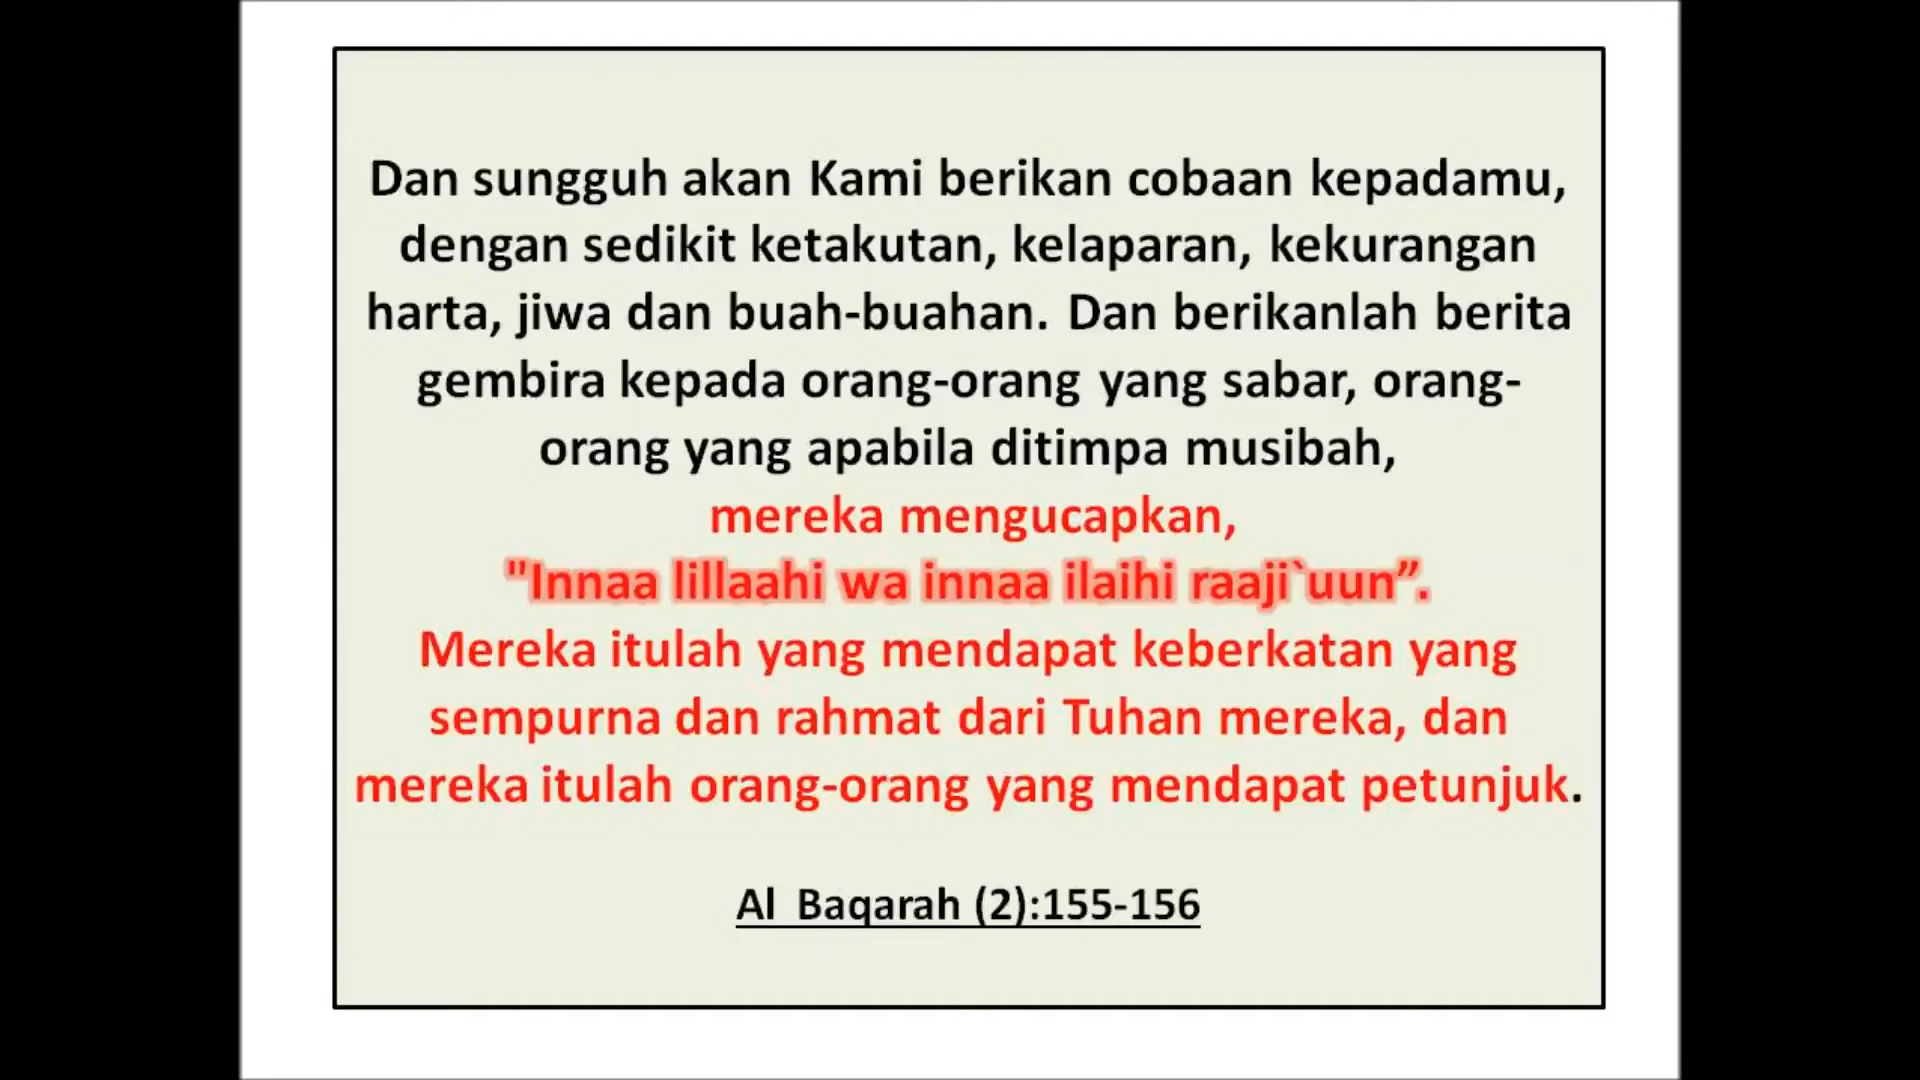 Dan sungguh akan Kami berikan cobaan kepadamu,
dengan sedikit ketakutan, kelaparan, kekurangan
harta, jiwa dan buah-buahan. Dan berikanlah berita
gembira kepada orang-orang yang sabar, orang-
orang yang apabila ditimpa musibah,
mereka mengucapkan,
"Innaa lillaahi wa innaa ilaihi raaji`uun”.
Mereka itulah yang mendapat keberkatan yang
sempurna dan rahmat dari Tuhan mereka, dan
mereka itulah orang-orang yang mendapat petunjuk.
Al Baqarah (2):155-156